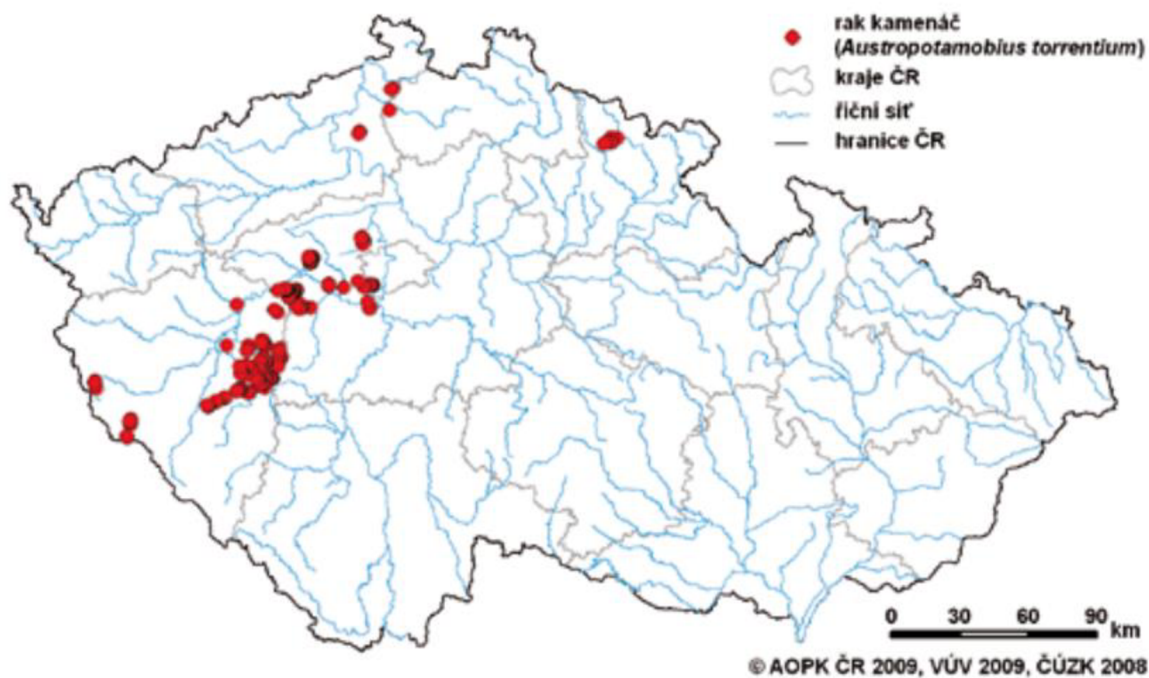 rak kamenáč
(Austropotamobius torrentium)
kraje ČR
říční síť
hranice ČR
0 30 60 90 km
© AOPK ČR 2009, VÚV 2009, ČÚZK 2008